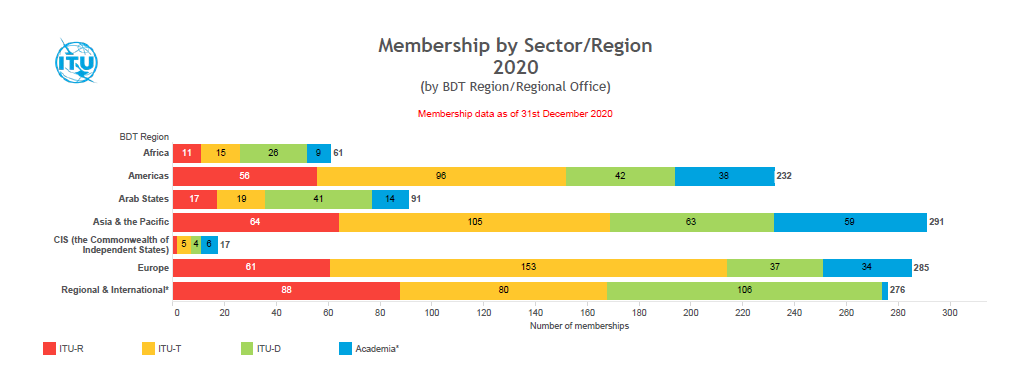 ITU
Membership by Sector/Region
2020
(by BDT Region/Regional Office)
Membership data as of 31st December 2020
BDT Region
Africa 11 15 26 9 61
Americas 56 96 42 38 232
Arab States 17 19 41 14 91
Asia & the Pacific 64 105 63 59 291
CIS (the Commonwealth of
Independent States) 5 4 6 17
Europe 61 153 37 34 285
Regional & International* 88 80 106 276
0 20 40 60 80 100 120 140 160 180 200 220 240 260 280 300
Number of memberships
ITU-R ITU-T ITU-D Academia*